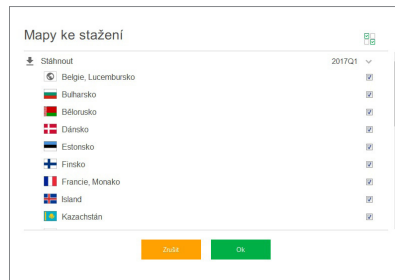 Mapy ke stažení
Stáhnout 2017Q1
Belgie, Lucembursko
Bulharsko
Bělorusko
Dánsko
Estonsko
Finsko
Francie, Monako
Island
Kazachstán
Zrušit Ok